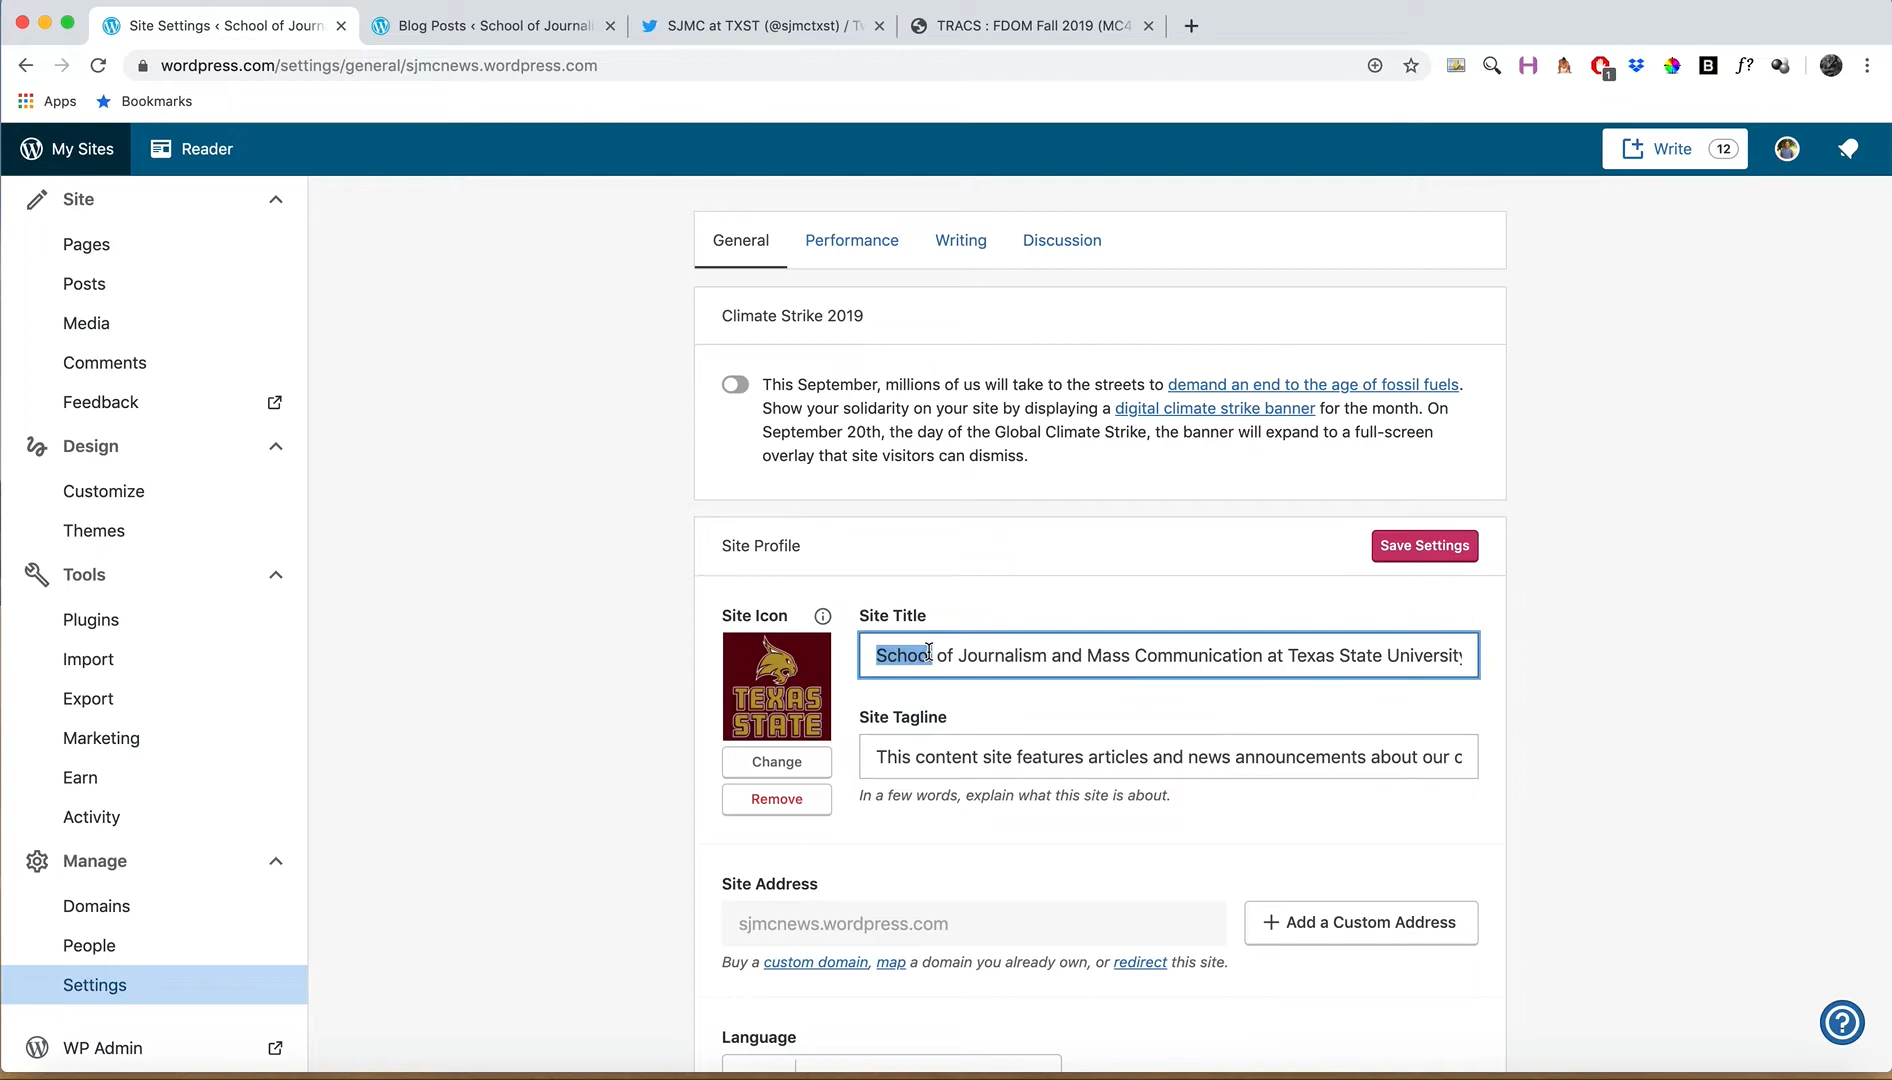 Site Settings ‹ School of Journ
Blog Posts ‹ School of Journali
SJMC at TXST (@sjmctxst) / Tw
TRACS : FDOM Fall 2019 (MC4
wordpress.com/settings/general/sjmcnews.wordpress.com
1
B
f?
Apps
Bookmarks
My Sites
Reader
Write
12
Site
Pages
Posts
Media
Comments
Feedback
Design
Customize
Themes
Tools
Plugins
Import
Export
Marketing
Earn
Activity
Manage
Domains
People
Settings
WP Admin
General
Performance
Writing
Discussion
Climate Strike 2019
This September, millions of us will take to the streets to demand an end to the age of fossil fuels.
Show your solidarity on your site by displaying a digital climate strike banner for the month. On
September 20th, the day of the Global Climate Strike, the banner will expand to a full-screen
overlay that site visitors can dismiss.
Site Profile
Save Settings
Site Icon
TEXAS
STATE
Change
Remove
Site Title
School of Journalism and Mass Communication at Texas State University
Site Tagline
This content site features articles and news announcements about our c
In a few words, explain what this site is about.
Site Address
sjmcnews.wordpress.com
Add a Custom Address
Buy a custom domain, map a domain you already own, or redirect this site.
Language